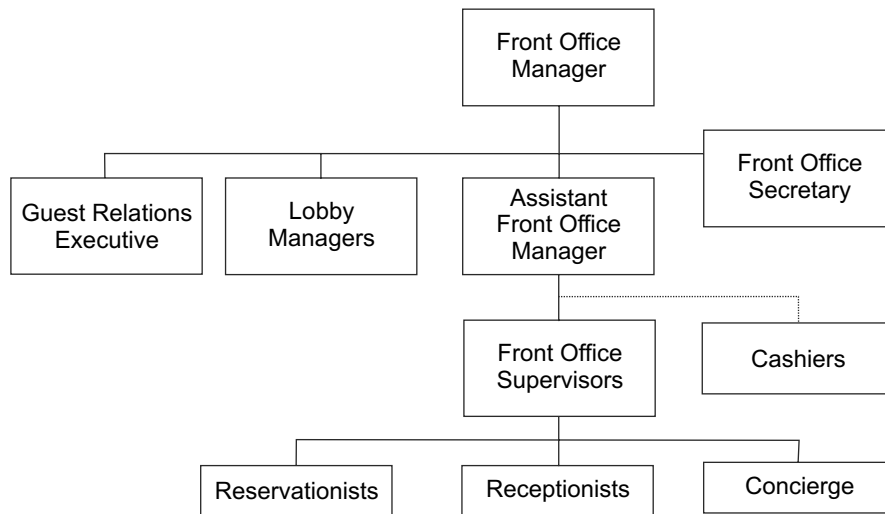 Front Office
Manager
Front Office
Secretary
Guest Relations
Executive
Lobby
Managers
Assistant
Front Office
Manager
Front Office
Supervisors
Cashiers
Reservationists
Receptionists
Concierge